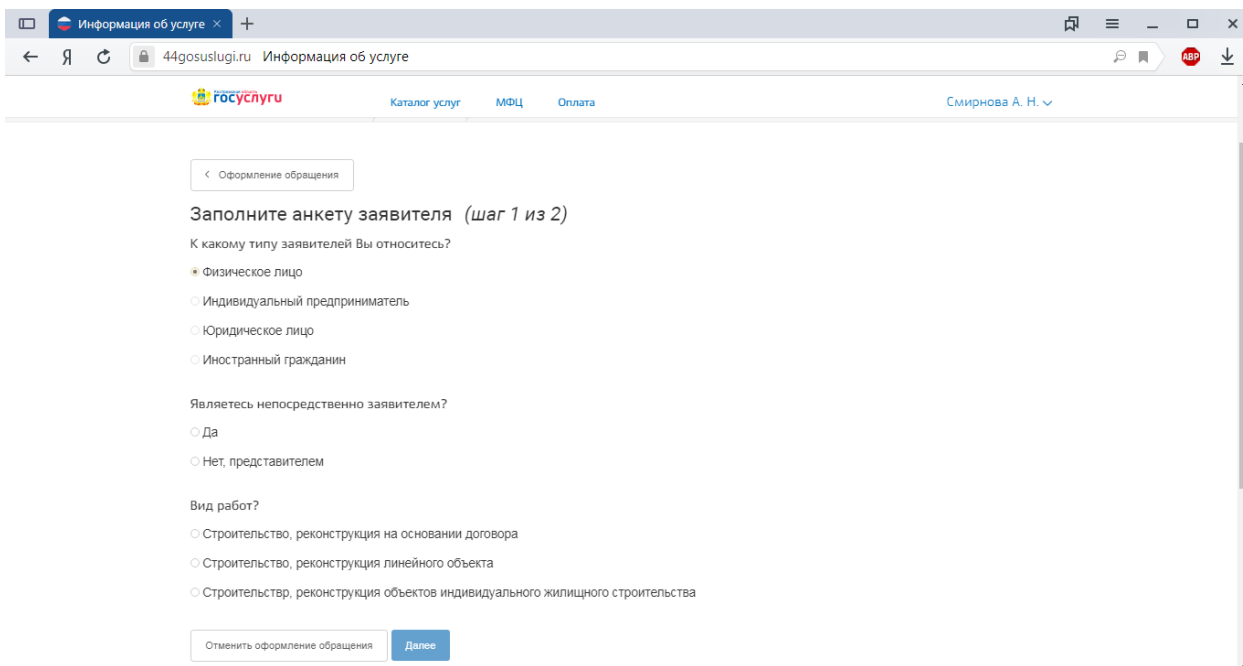 Информация об услуге
44gosuslugi.ru Информация об услуге
ABP
госуслуги
Каталог услуг МФЦ Оплата Смирнова А. Н.
Оформление обращения
Заполните анкету заявителя (шаг 1 из 2)
К какому типу заявителей Вы относитесь?
Физическое лицо
Индивидуальный предприниматель
Юридическое лицо
Иностранный гражданин
Являетесь непосредственно заявителем?
Да
Нет, представителем
Вид работ?
Строительство, реконструкция на основании договора
Строительство, реконструкция линейного объекта
Строительствр, реконструкция объектов индивидуального жилищного строительства
Отменить оформление обращения Далее